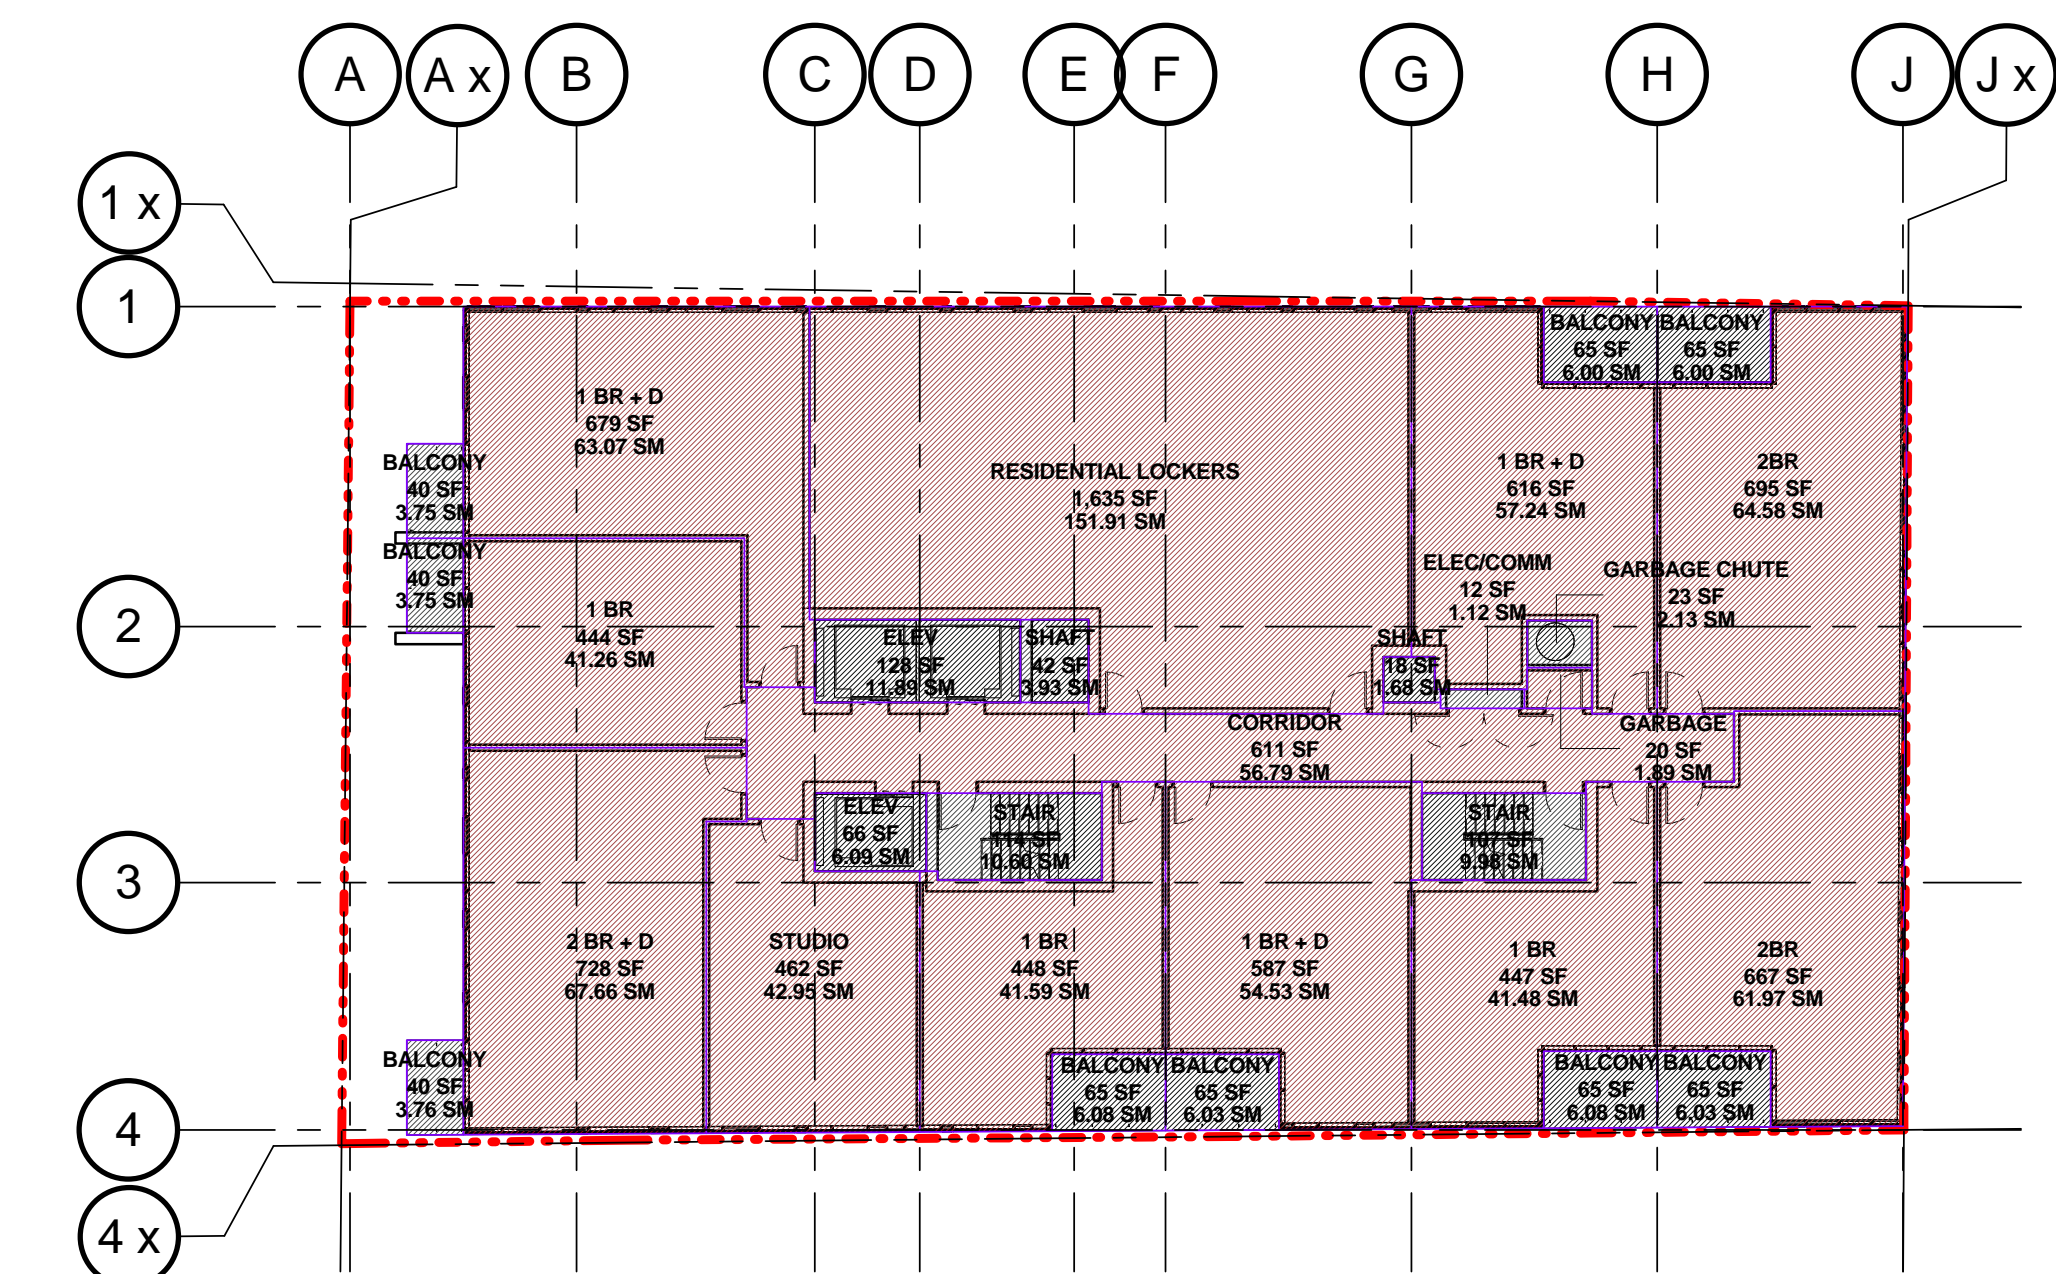 A
A x
B
C
D
E
F
G
H
J
J x
1 x
1
2
3
4
4 x
1 BR + D
679 SF
63.07 SM
BALCONY
40 SF
3.75 SM
BALCONY
40 SF
3.75 SM
1 BR
444 SF
41.26 SM
RESIDENTIAL LOCKERS
1,635 SF
151.91 SM
BALCONY
65 SF
6.00 SM
BALCONY
65 SF
6.00 SM
1 BR + D
616 SF
57.24 SM
2BR
695 SF
64.58 SM
ELEC/COMM
12 SF
1.12 SM
GARBAGE CHUTE
23 SF
2.13 SM
ELEV
128 SF
11.89 SM
SHAFT
42 SF
3.93 SM
SHAFT
18 SF
1.68 SM
CORRIDOR
611 SF
56.79 SM
GARBAGE
20 SF
1.89 SM
ELEV
66 SF
6.09 SM
STAIR
114 SF
10.60 SM
STAIR
107 SF
9.98 SM
2 BR + D
728 SF
67.66 SM
STUDIO
462 SF
42.95 SM
1 BR
448 SF
41.59 SM
1 BR + D
587 SF
54.53 SM
1 BR
447 SF
41.48 SM
2BR
667 SF
61.97 SM
BALCONY
40 SF
3.76 SM
BALCONY
65 SF
6.08 SM
BALCONY
65 SF
6.03 SM
BALCONY
65 SF
6.08 SM
BALCONY
65 SF
6.03 SM